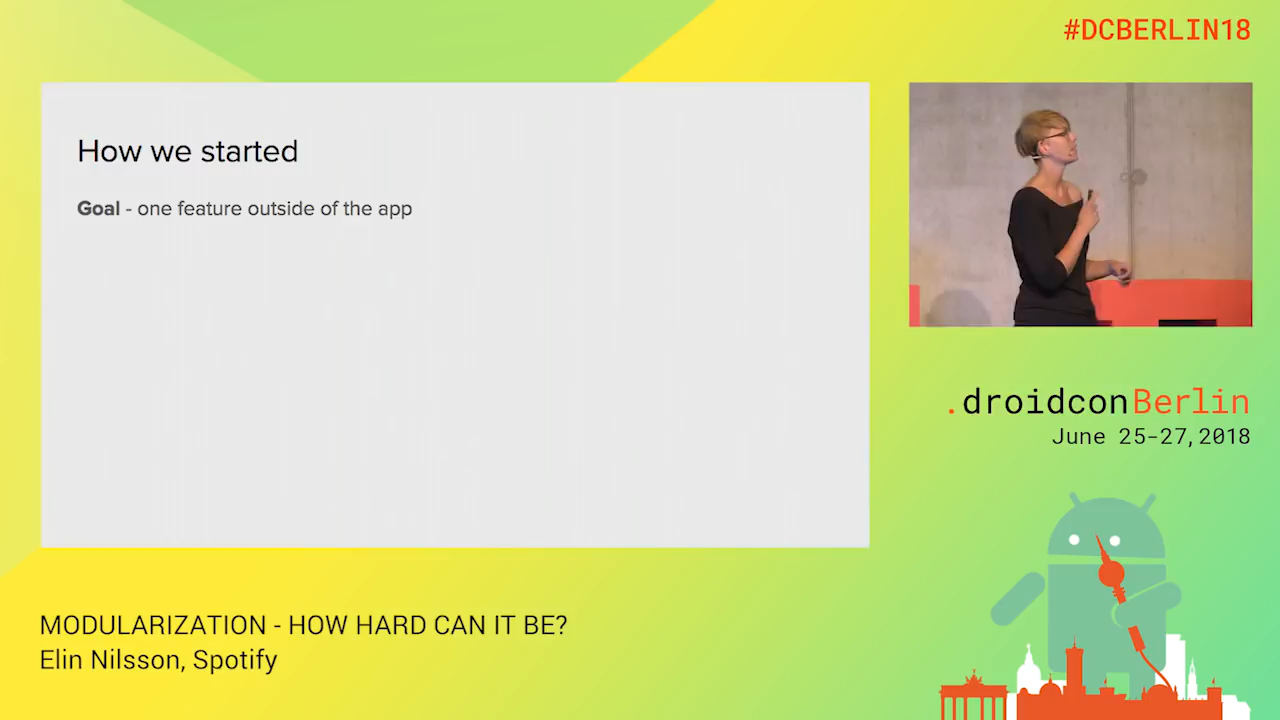 #DCBERLIN18
How we started
Goal - one feature outside of the app
.droidconBerlin
June 25-27,2018
MODULARIZATION - HOW HARD CAN IT BE?
Elin Nilsson, Spotify